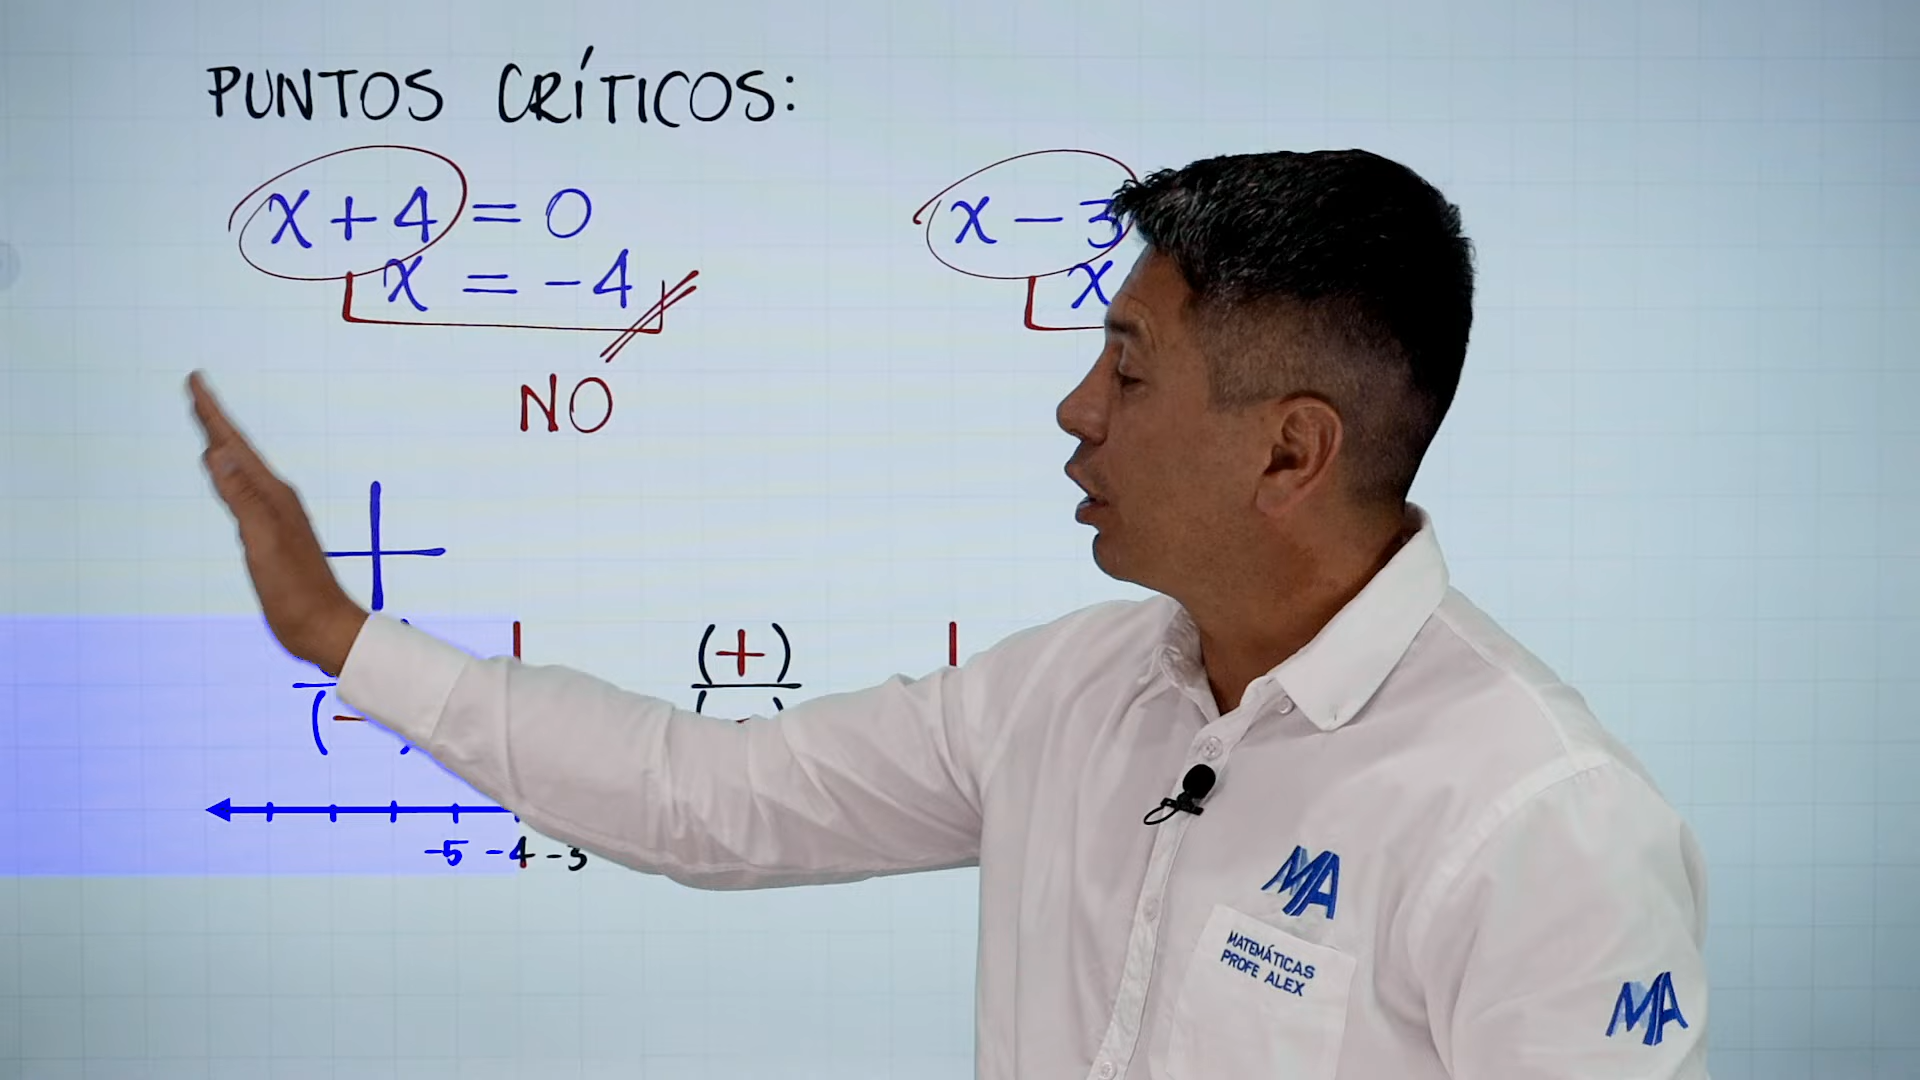 PUNTOS CRÍTICOS:
x + 4 = 0
x = -4
NO
x - 3
x
+
(+)
(-)
-5 -4 -3
MA
MATEMÁTICAS
PROFE ALEX
MA